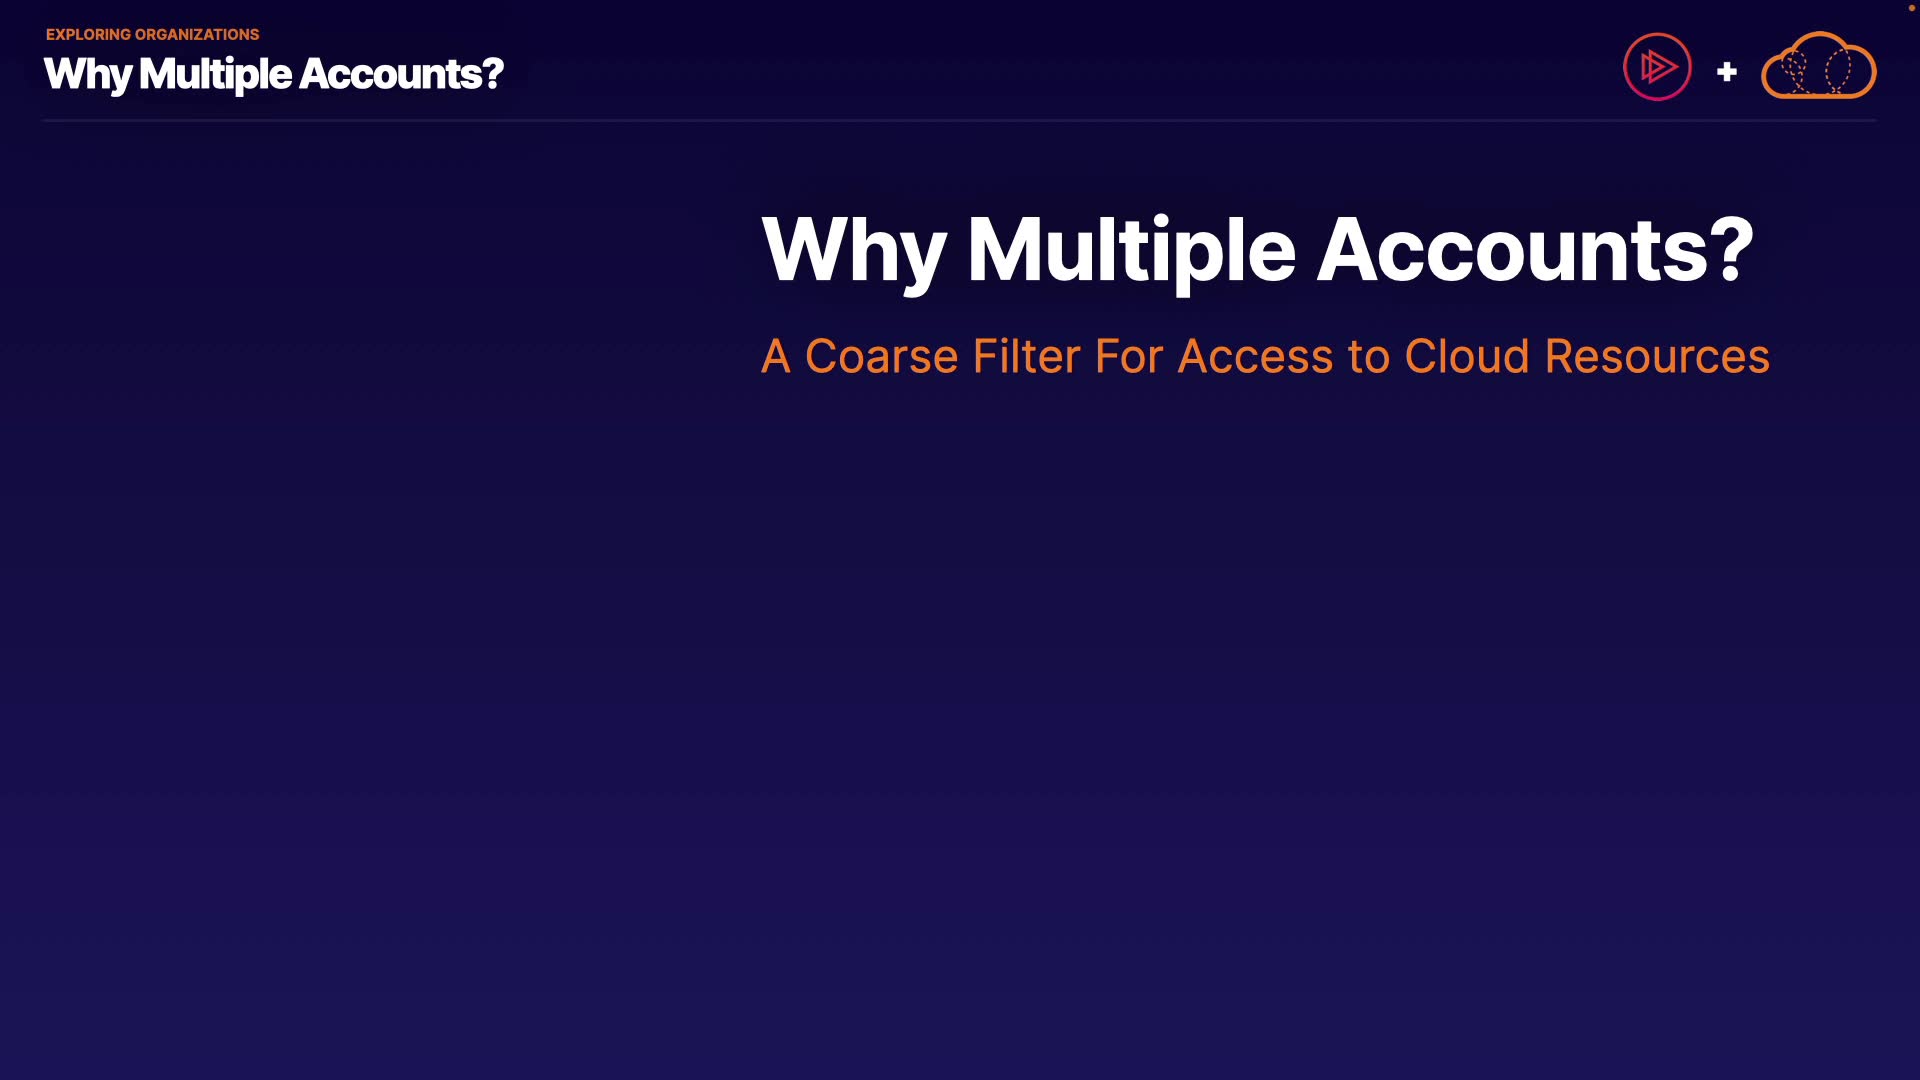 EXPLORING ORGANIZATIONS
Why Multiple Accounts?
Why Multiple Accounts?
A Coarse Filter For Access to Cloud Resources